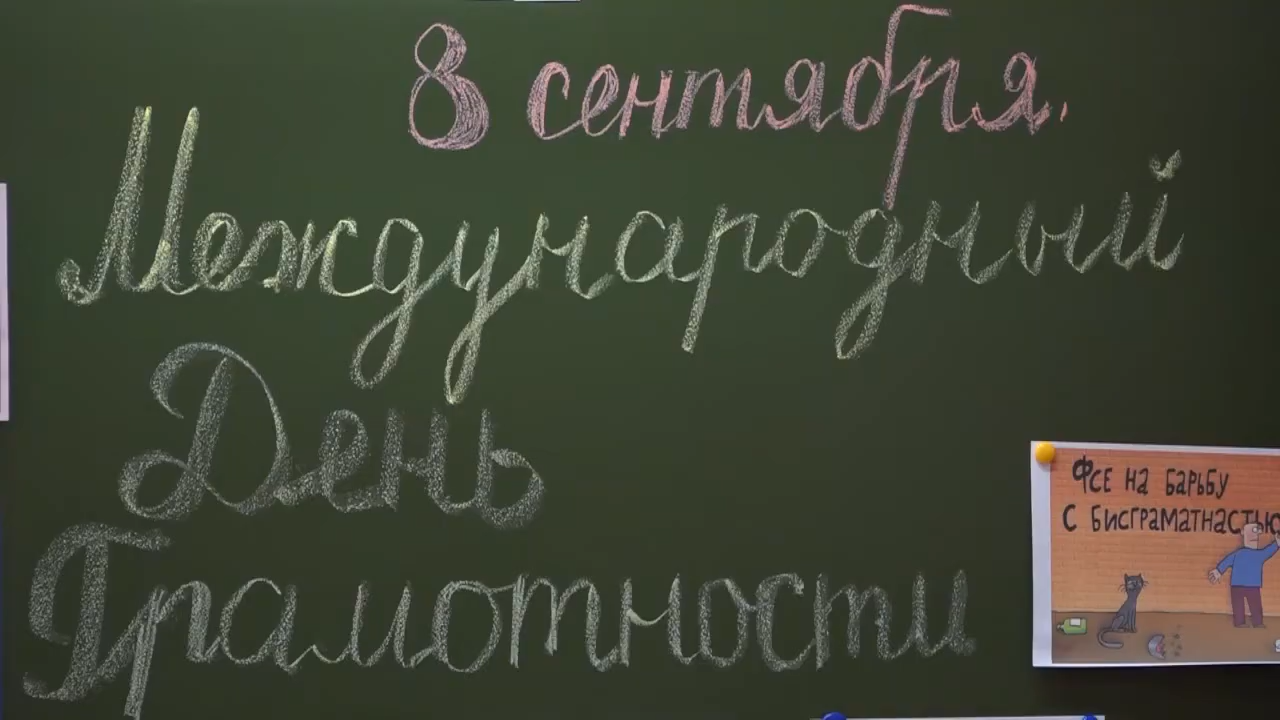 8 сентября.
Международный
День
Грамотности
Фсе на барьбу
с бисграматнастью